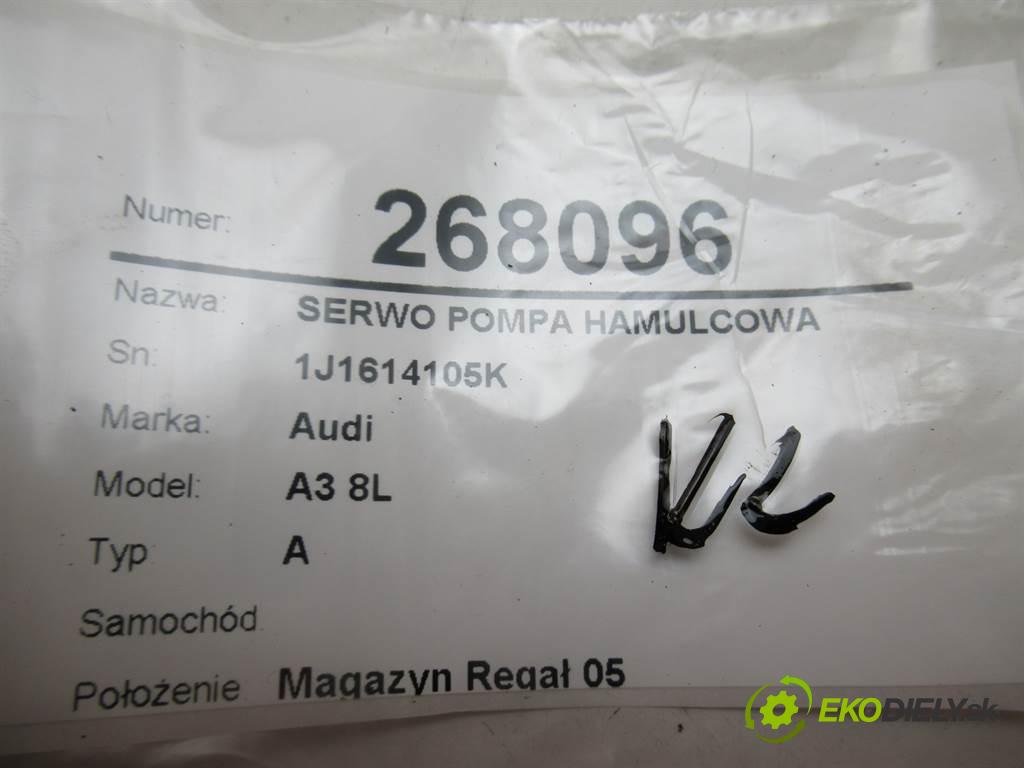 Numer: 268096
Nazwa: SERWO POMPA HAMULCOWA
Sn: 1J1614105K
Marka: Audi
Model: A3 8L
Typ A
Samochód
Położenie Magazyn Regał 05
EKODIELY.sk